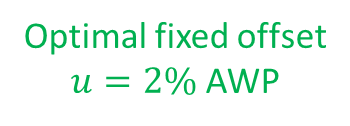 Optimal fixed offset
𝑢 = 2% AWP